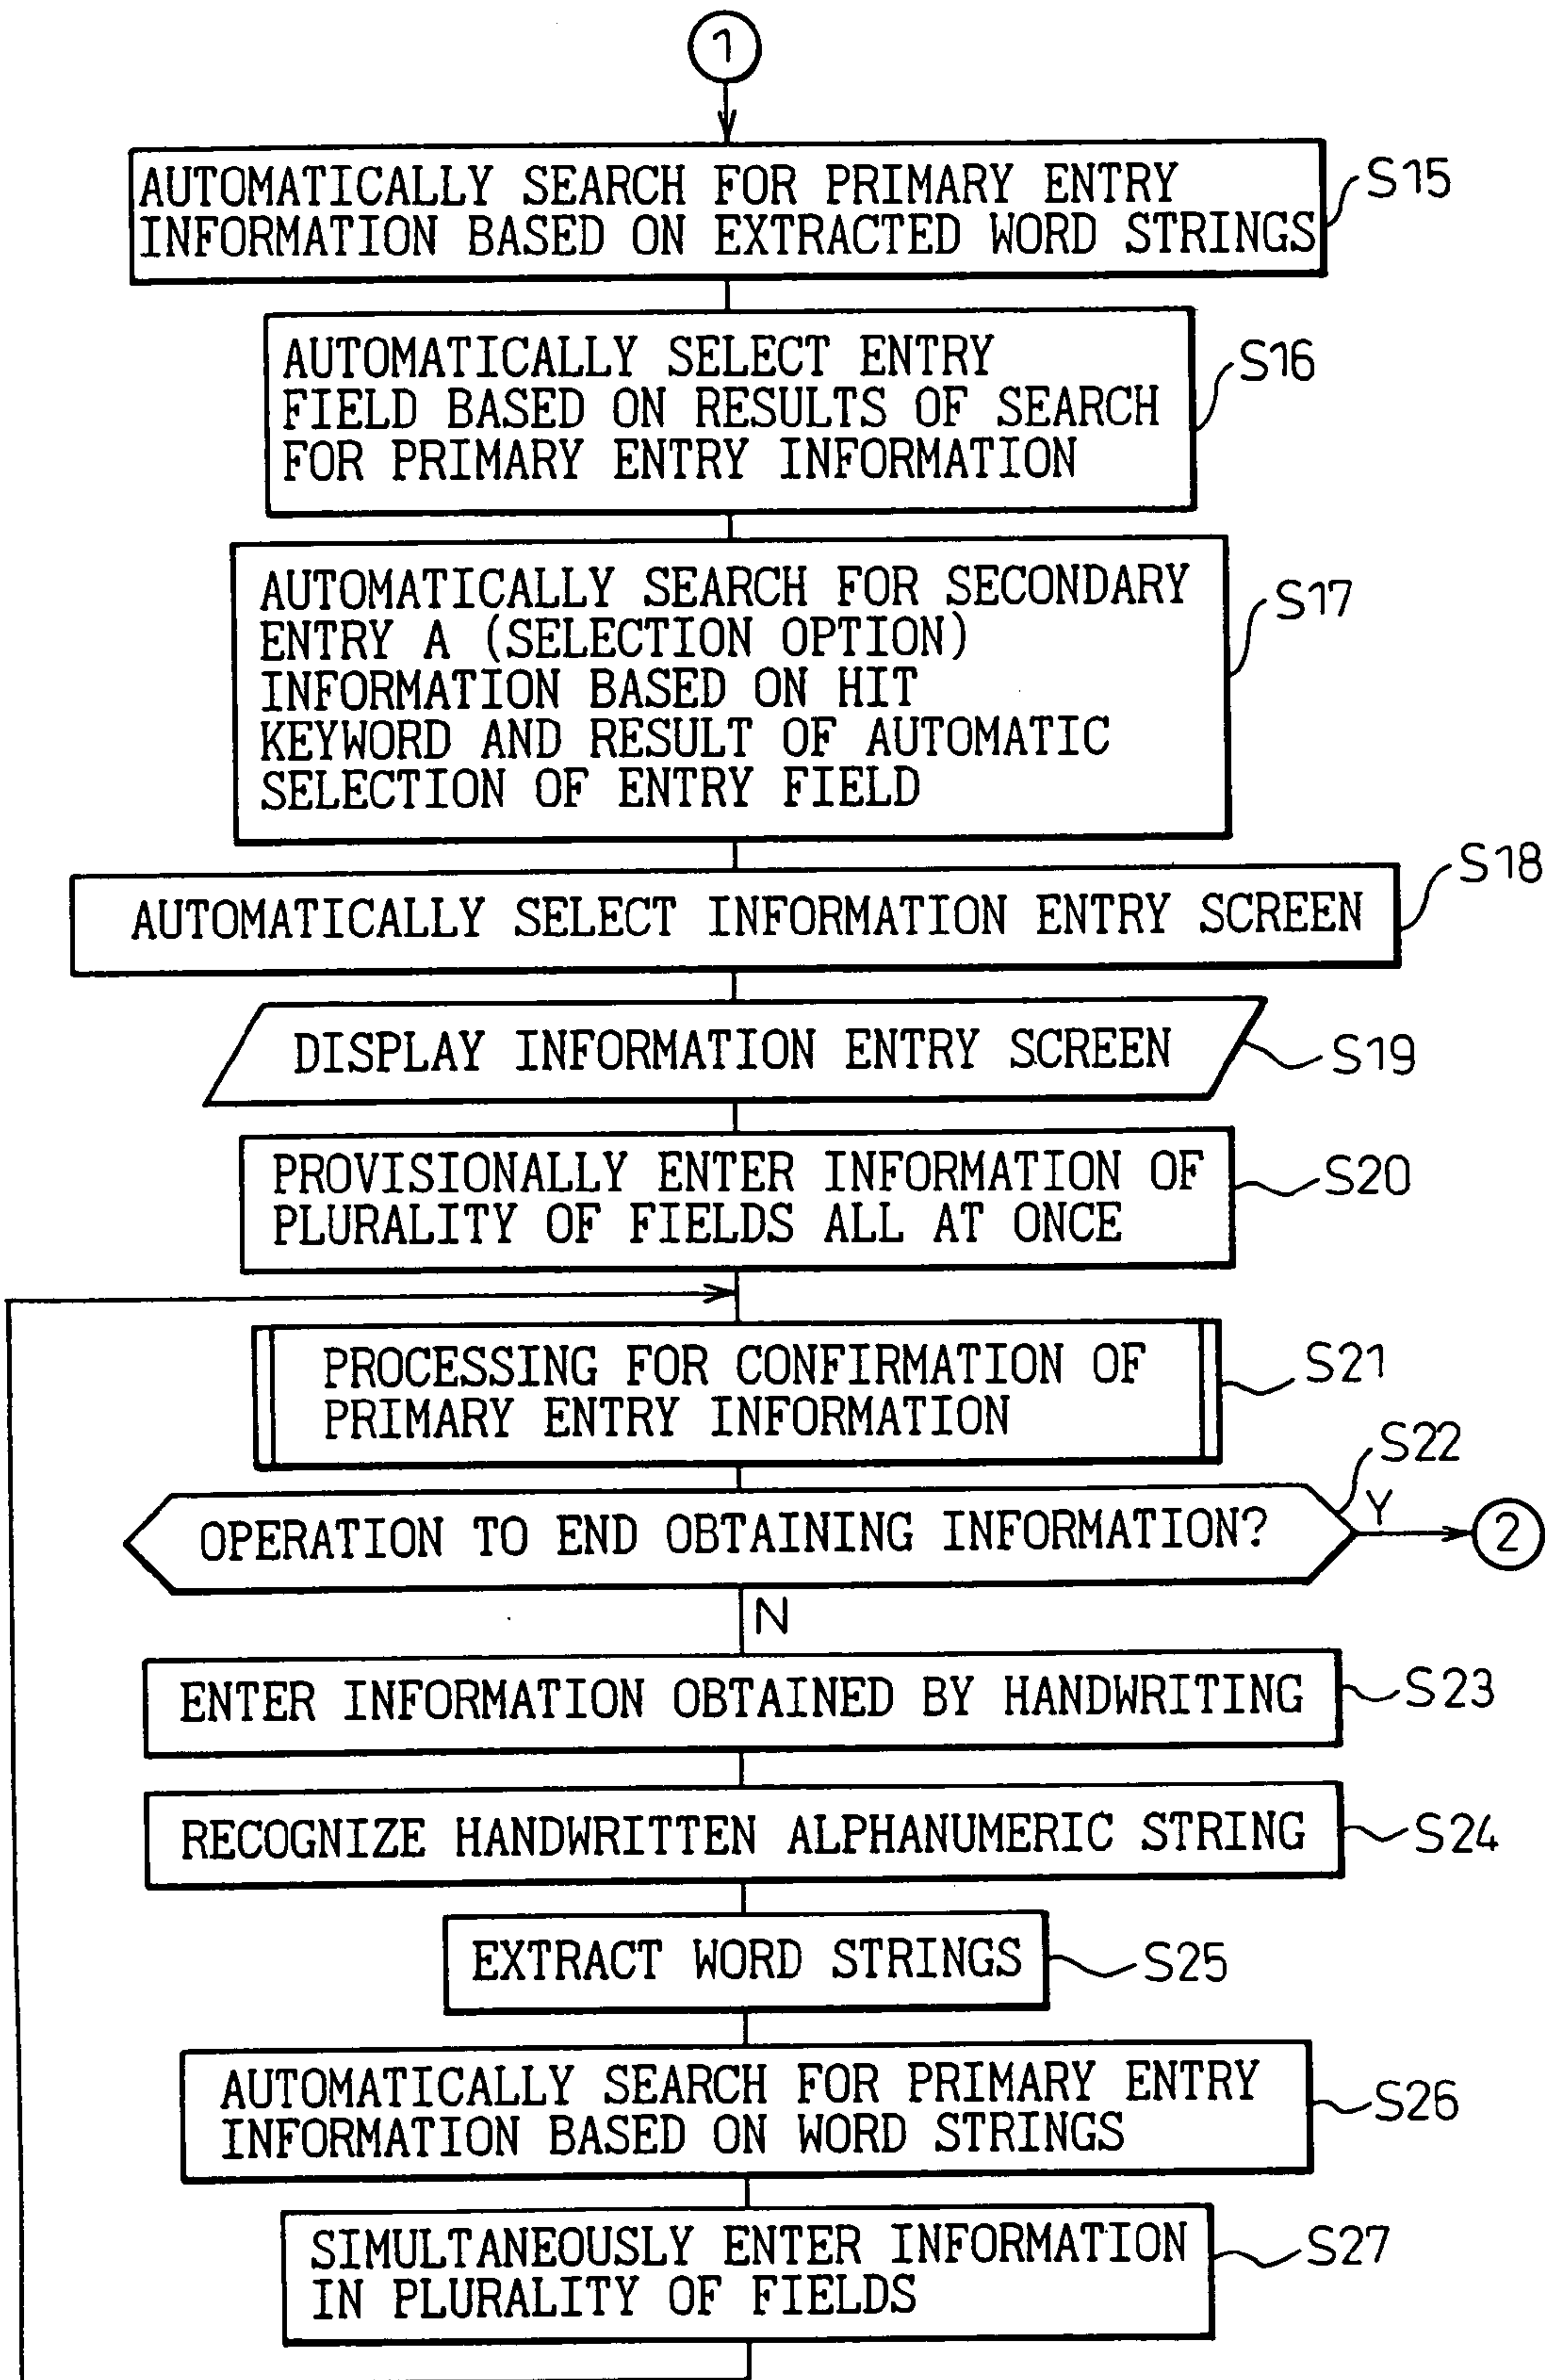 1
AUTOMATICALLY SEARCH FOR PRIMARY ENTRY
INFORMATION BASED ON EXTRACTED WORD STRINGS
S15
AUTOMATICALLY SELECT ENTRY
FIELD BASED ON RESULTS OF SEARCH
FOR PRIMARY ENTRY INFORMATION
S16
AUTOMATICALLY SEARCH FOR SECONDARY
ENTRY A (SELECTION OPTION)
INFORMATION BASED ON HIT
KEYWORD AND RESULT OF AUTOMATIC
SELECTION OF ENTRY FIELD
S17
AUTOMATICALLY SELECT INFORMATION ENTRY SCREEN
S18
DISPLAY INFORMATION ENTRY SCREEN
S19
PROVISIONALLY ENTER INFORMATION OF
PLURALITY OF FIELDS ALL AT ONCE
S20
PROCESSING FOR CONFIRMATION OF
PRIMARY ENTRY INFORMATION
S21
OPERATION TO END OBTAINING INFORMATION?
S22
Y
2
N
ENTER INFORMATION OBTAINED BY HANDWRITING
S23
RECOGNIZE HANDWRITTEN ALPHANUMERIC STRING
S24
EXTRACT WORD STRINGS
S25
AUTOMATICALLY SEARCH FOR PRIMARY ENTRY
INFORMATION BASED ON WORD STRINGS
S26
SIMULTANEOUSLY ENTER INFORMATION
IN PLURALITY OF FIELDS
S27